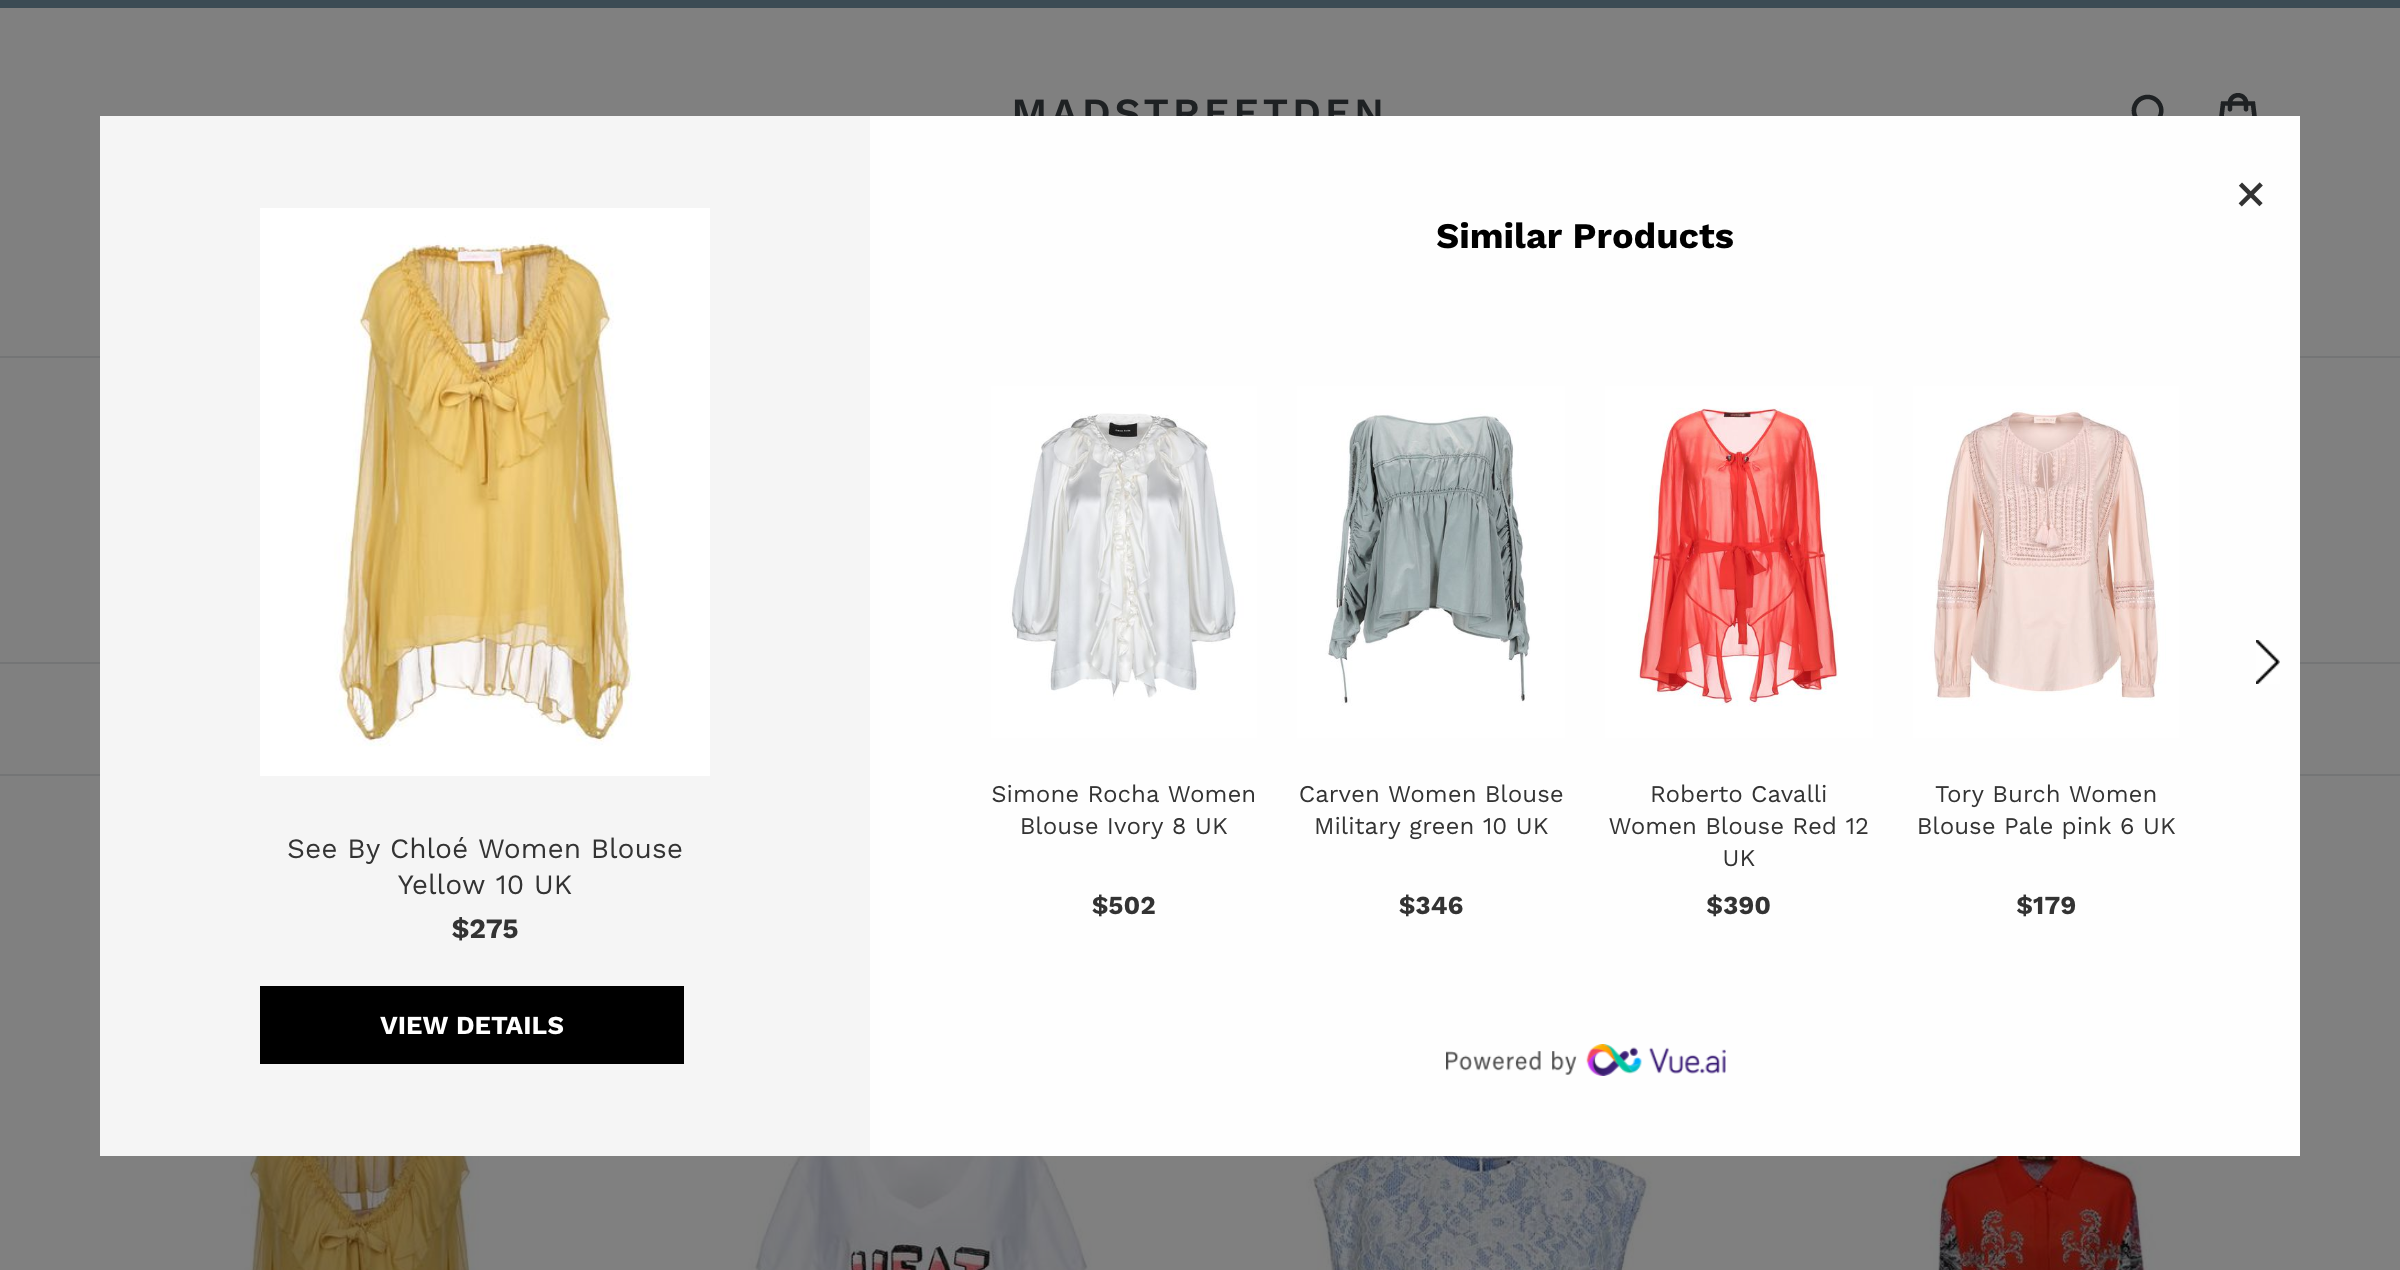 MADSTREETDEN
Similar Products
See By Chloé Women Blouse
Yellow 10 UK
$275
VIEW DETAILS
Simone Rocha Women
Blouse Ivory 8 UK
$502
Carven Women Blouse
Military green 10 UK
$346
Roberto Cavalli
Women Blouse Red 12
UK
$390
Tory Burch Women
Blouse Pale pink 6 UK
$179
Powered by Vue.ai